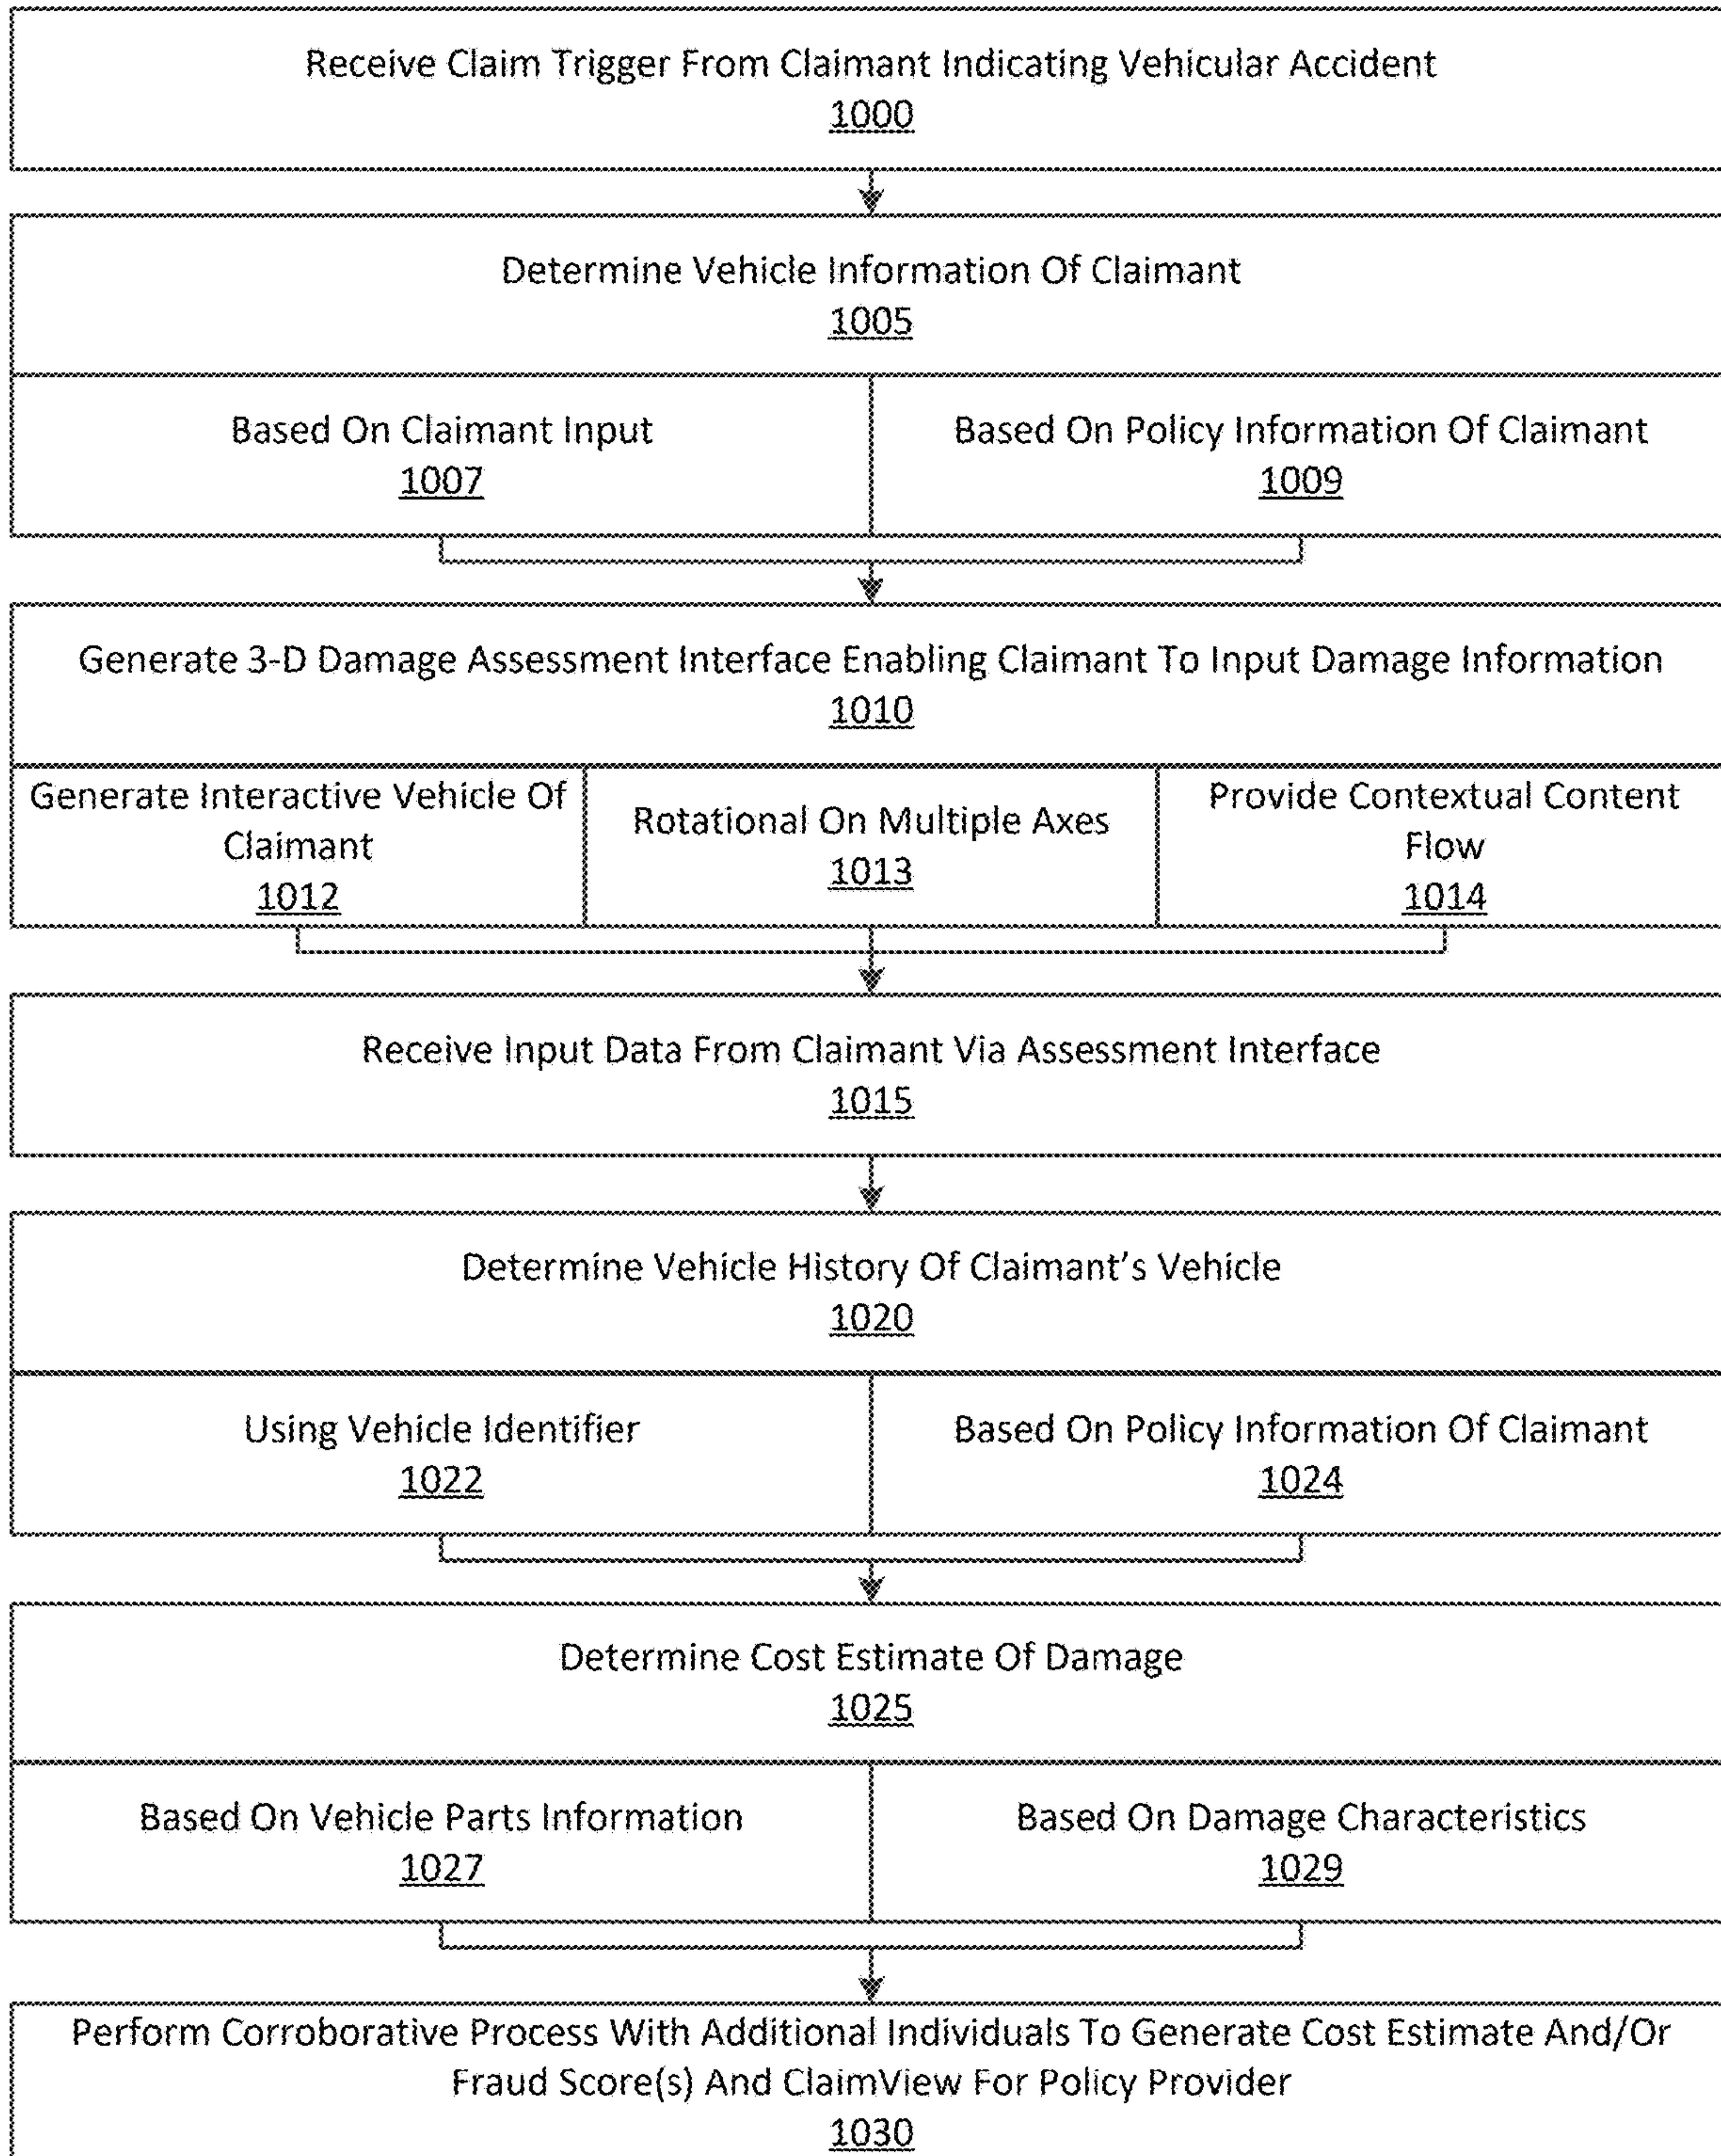 Receive Claim Trigger From Claimant Indicating Vehicular Accident
1000
Determine Vehicle Information Of Claimant
1005
Based On Claimant Input
1007
Based On Policy Information Of Claimant
1009
Generate 3-D Damage Assessment Interface Enabling Claimant To Input Damage Information
1010
Generate Interactive Vehicle Of
Claimant
1012
Rotational On Multiple Axes
1013
Provide Contextual Content
Flow
1014
Receive Input Data From Claimant Via Assessment Interface
1015
Determine Vehicle History Of Claimant's Vehicle
1020
Using Vehicle Identifier
1022
Based On Policy Information Of Claimant
1024
Determine Cost Estimate Of Damage
1025
Based On Vehicle Parts Information
1027
Based On Damage Characteristics
1029
Perform Corroborative Process With Additional Individuals To Generate Cost Estimate And/Or
Fraud Score(s) And ClaimView For Policy Provider
1030